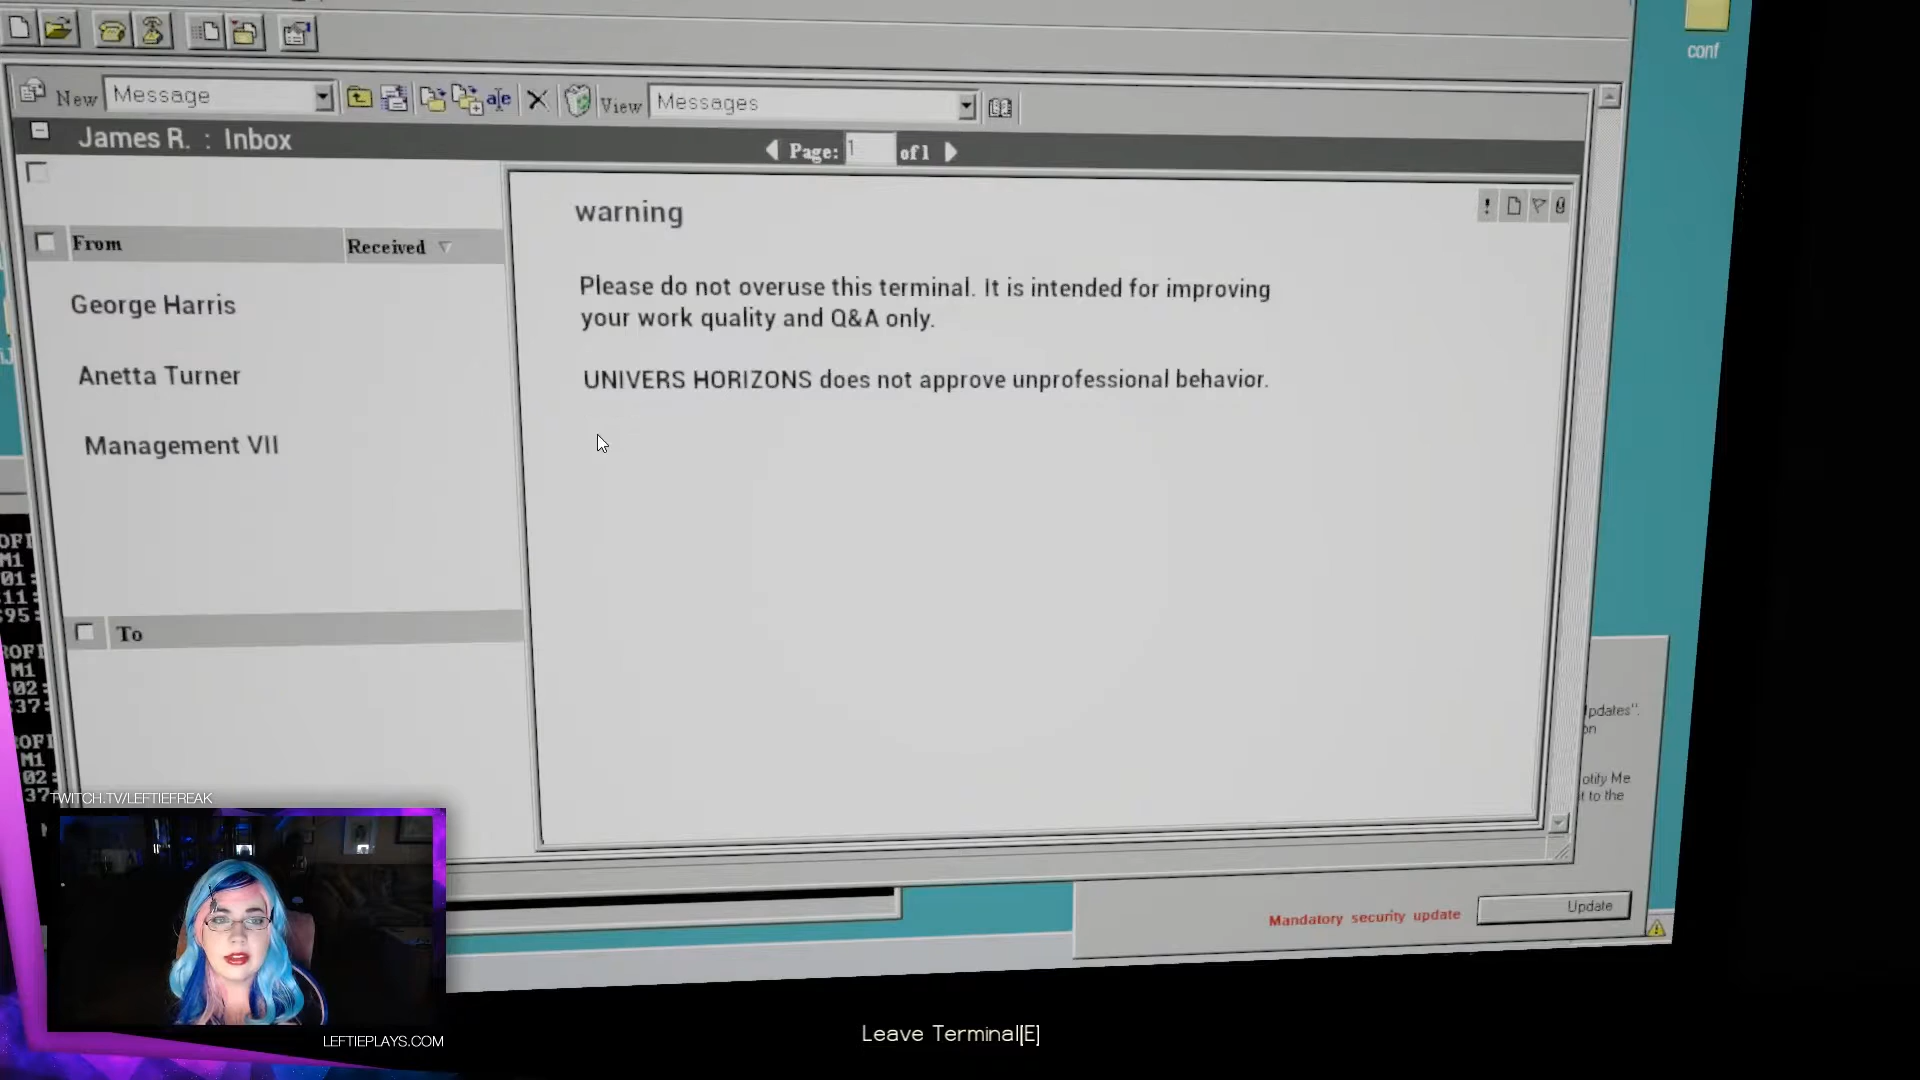 conf
New Message View Messages
James R. : Inbox
Page: 1 of 1
From Received
George Harris
Anetta Turner
Management VII
To
warning
Please do not overuse this terminal. It is intended for improving
your work quality and Q&A only.
UNIVERS HORIZONS does not approve unprofessional behavior.
Mandatory security update
Update
TWITCH.TV/LEFTIEFREAK
LEFTIEPLAYS.COM
Leave Terminal[E]